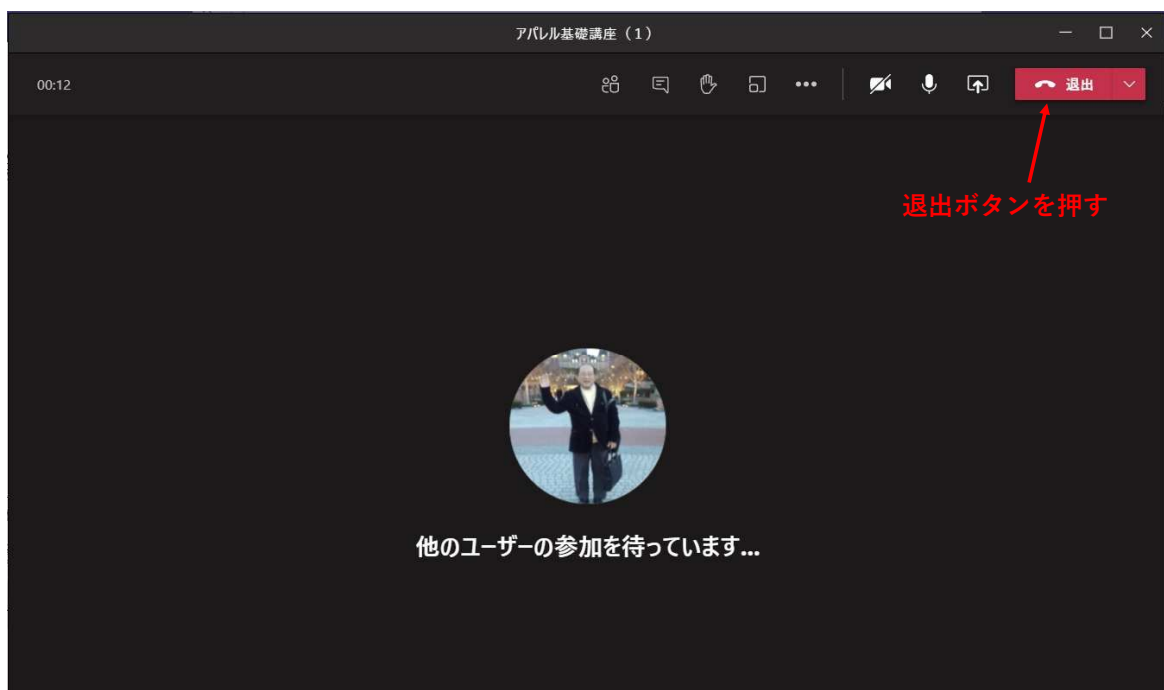 アパレル基礎講座（1）
00:12
退出
退出ボタンを押す
他のユーザーの参加を待っています...